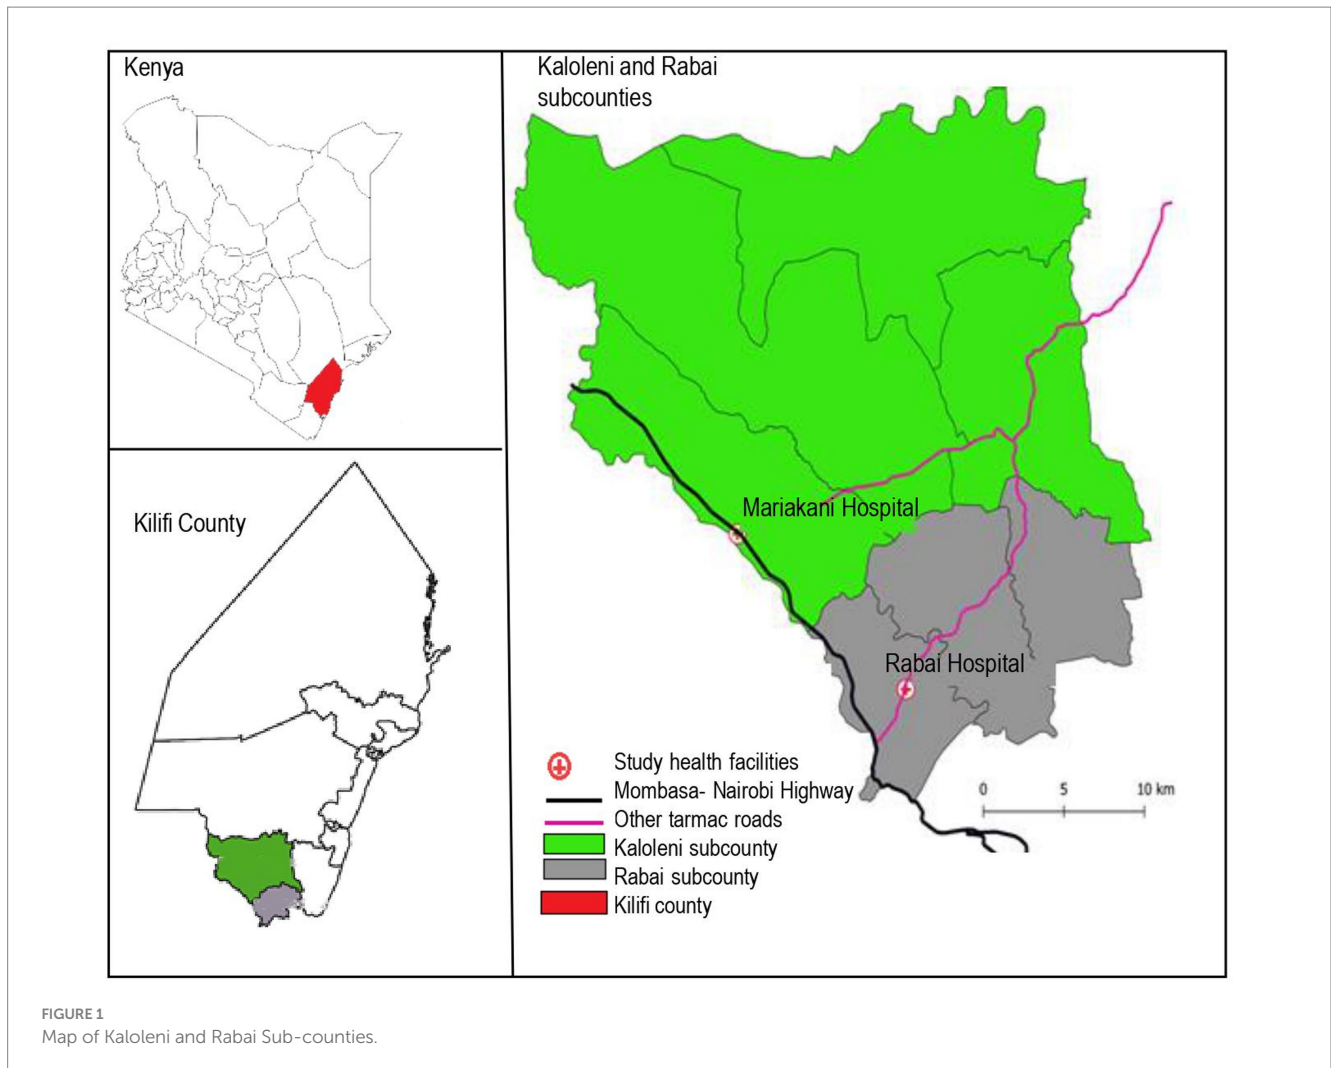 Kenya
Kilifi County
Kaloleni and Rabai
subcounties
Mariakani Hospital
Rabai Hospital
Study health facilities
Mombasa- Nairobi Highway
Other tarmac roads
Kaloleni subcounty
Rabai subcounty
Kilifi county
0 5 10 km
FIGURE 1
Map of Kaloleni and Rabai Sub-counties.